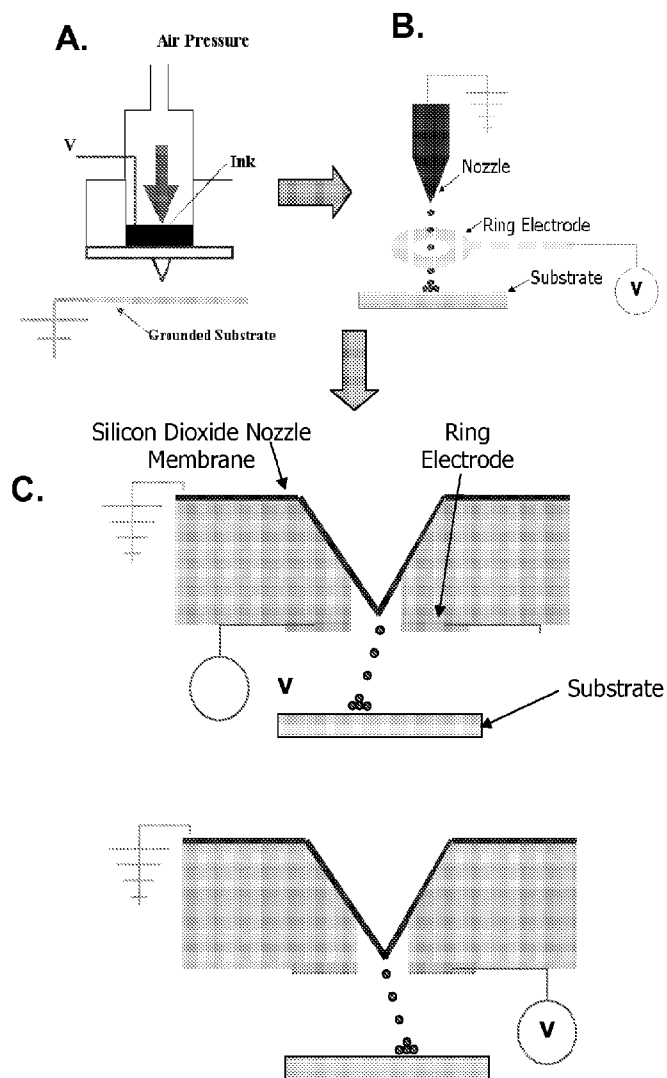 A.
Air Pressure
V
Ink
Grounded Substrate
B.
Nozzle
Ring Electrode
Substrate
V
C.
Silicon Dioxide Nozzle
Membrane
Ring
Electrode
V
Substrate
V